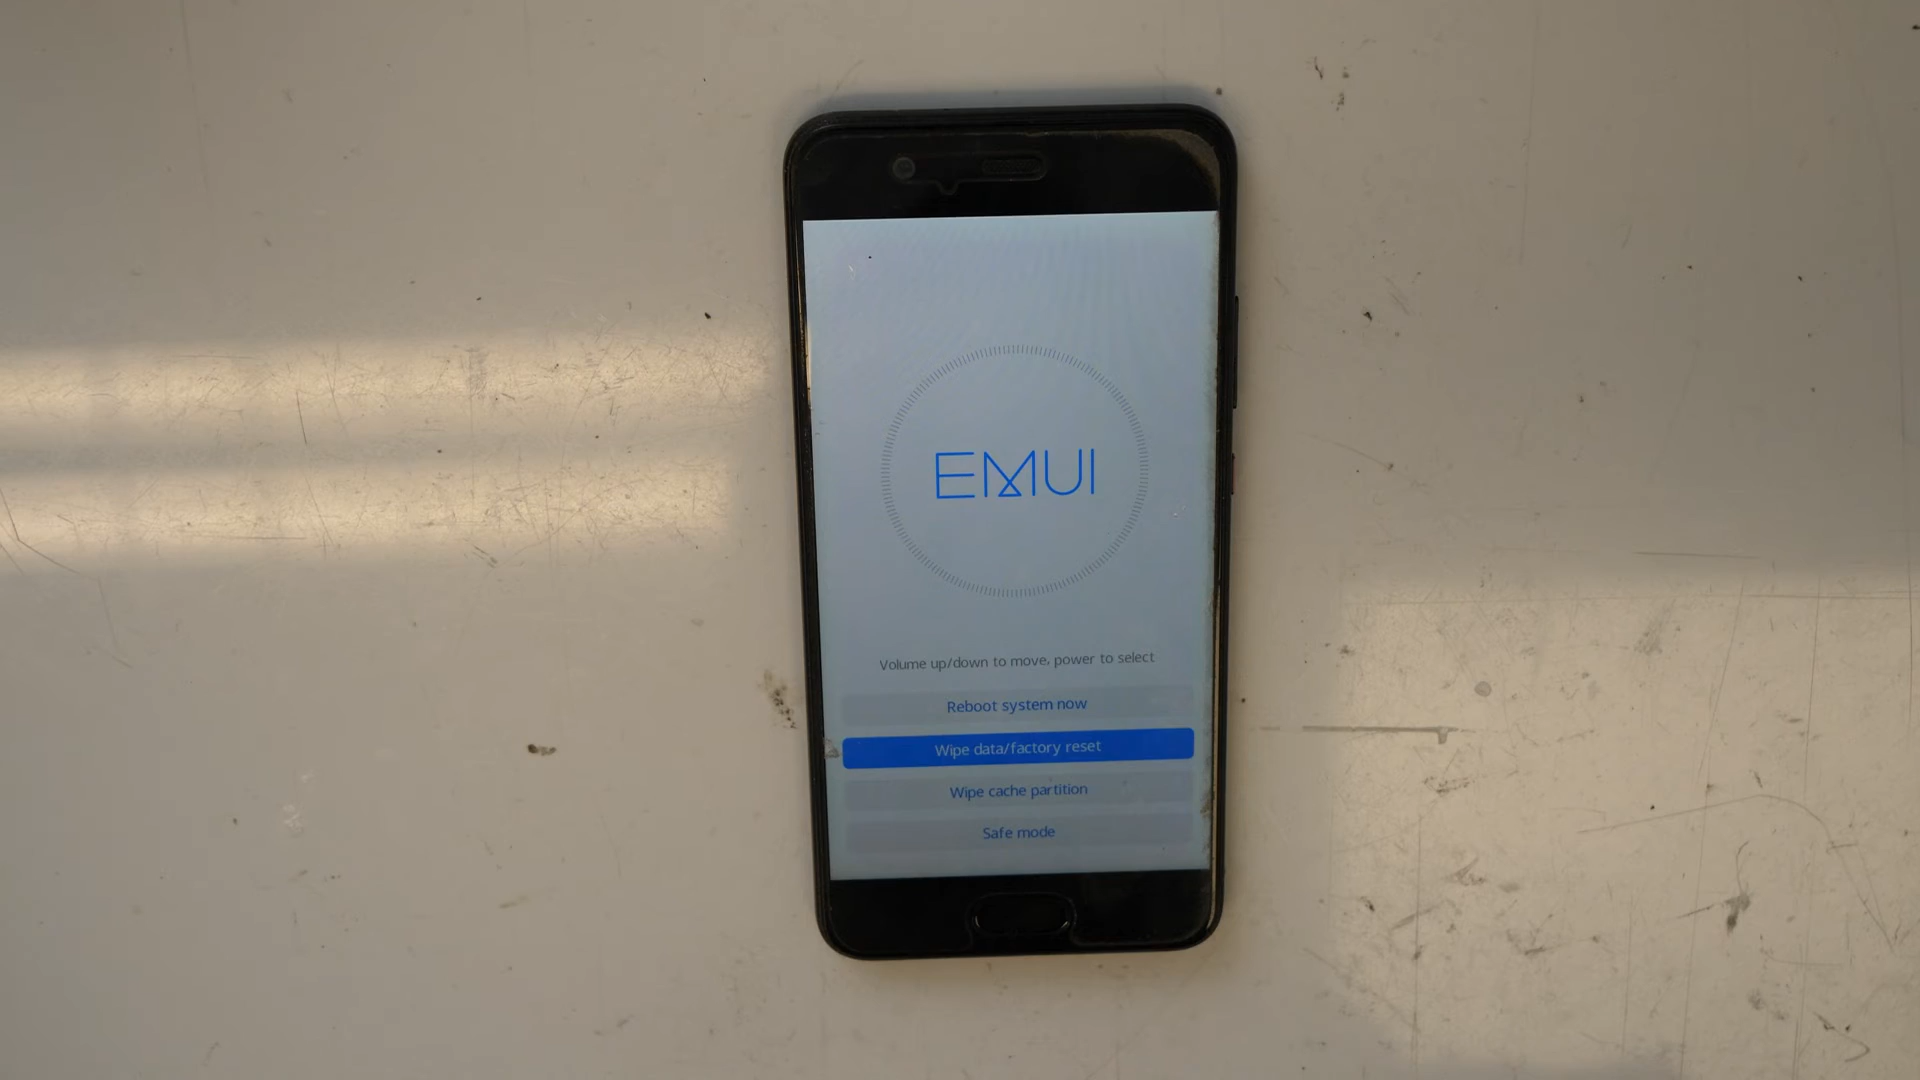 EMUI
Volume up/down to move, power to select
Reboot system now
Wipe data/factory reset
Wipe cache partition
Safe mode